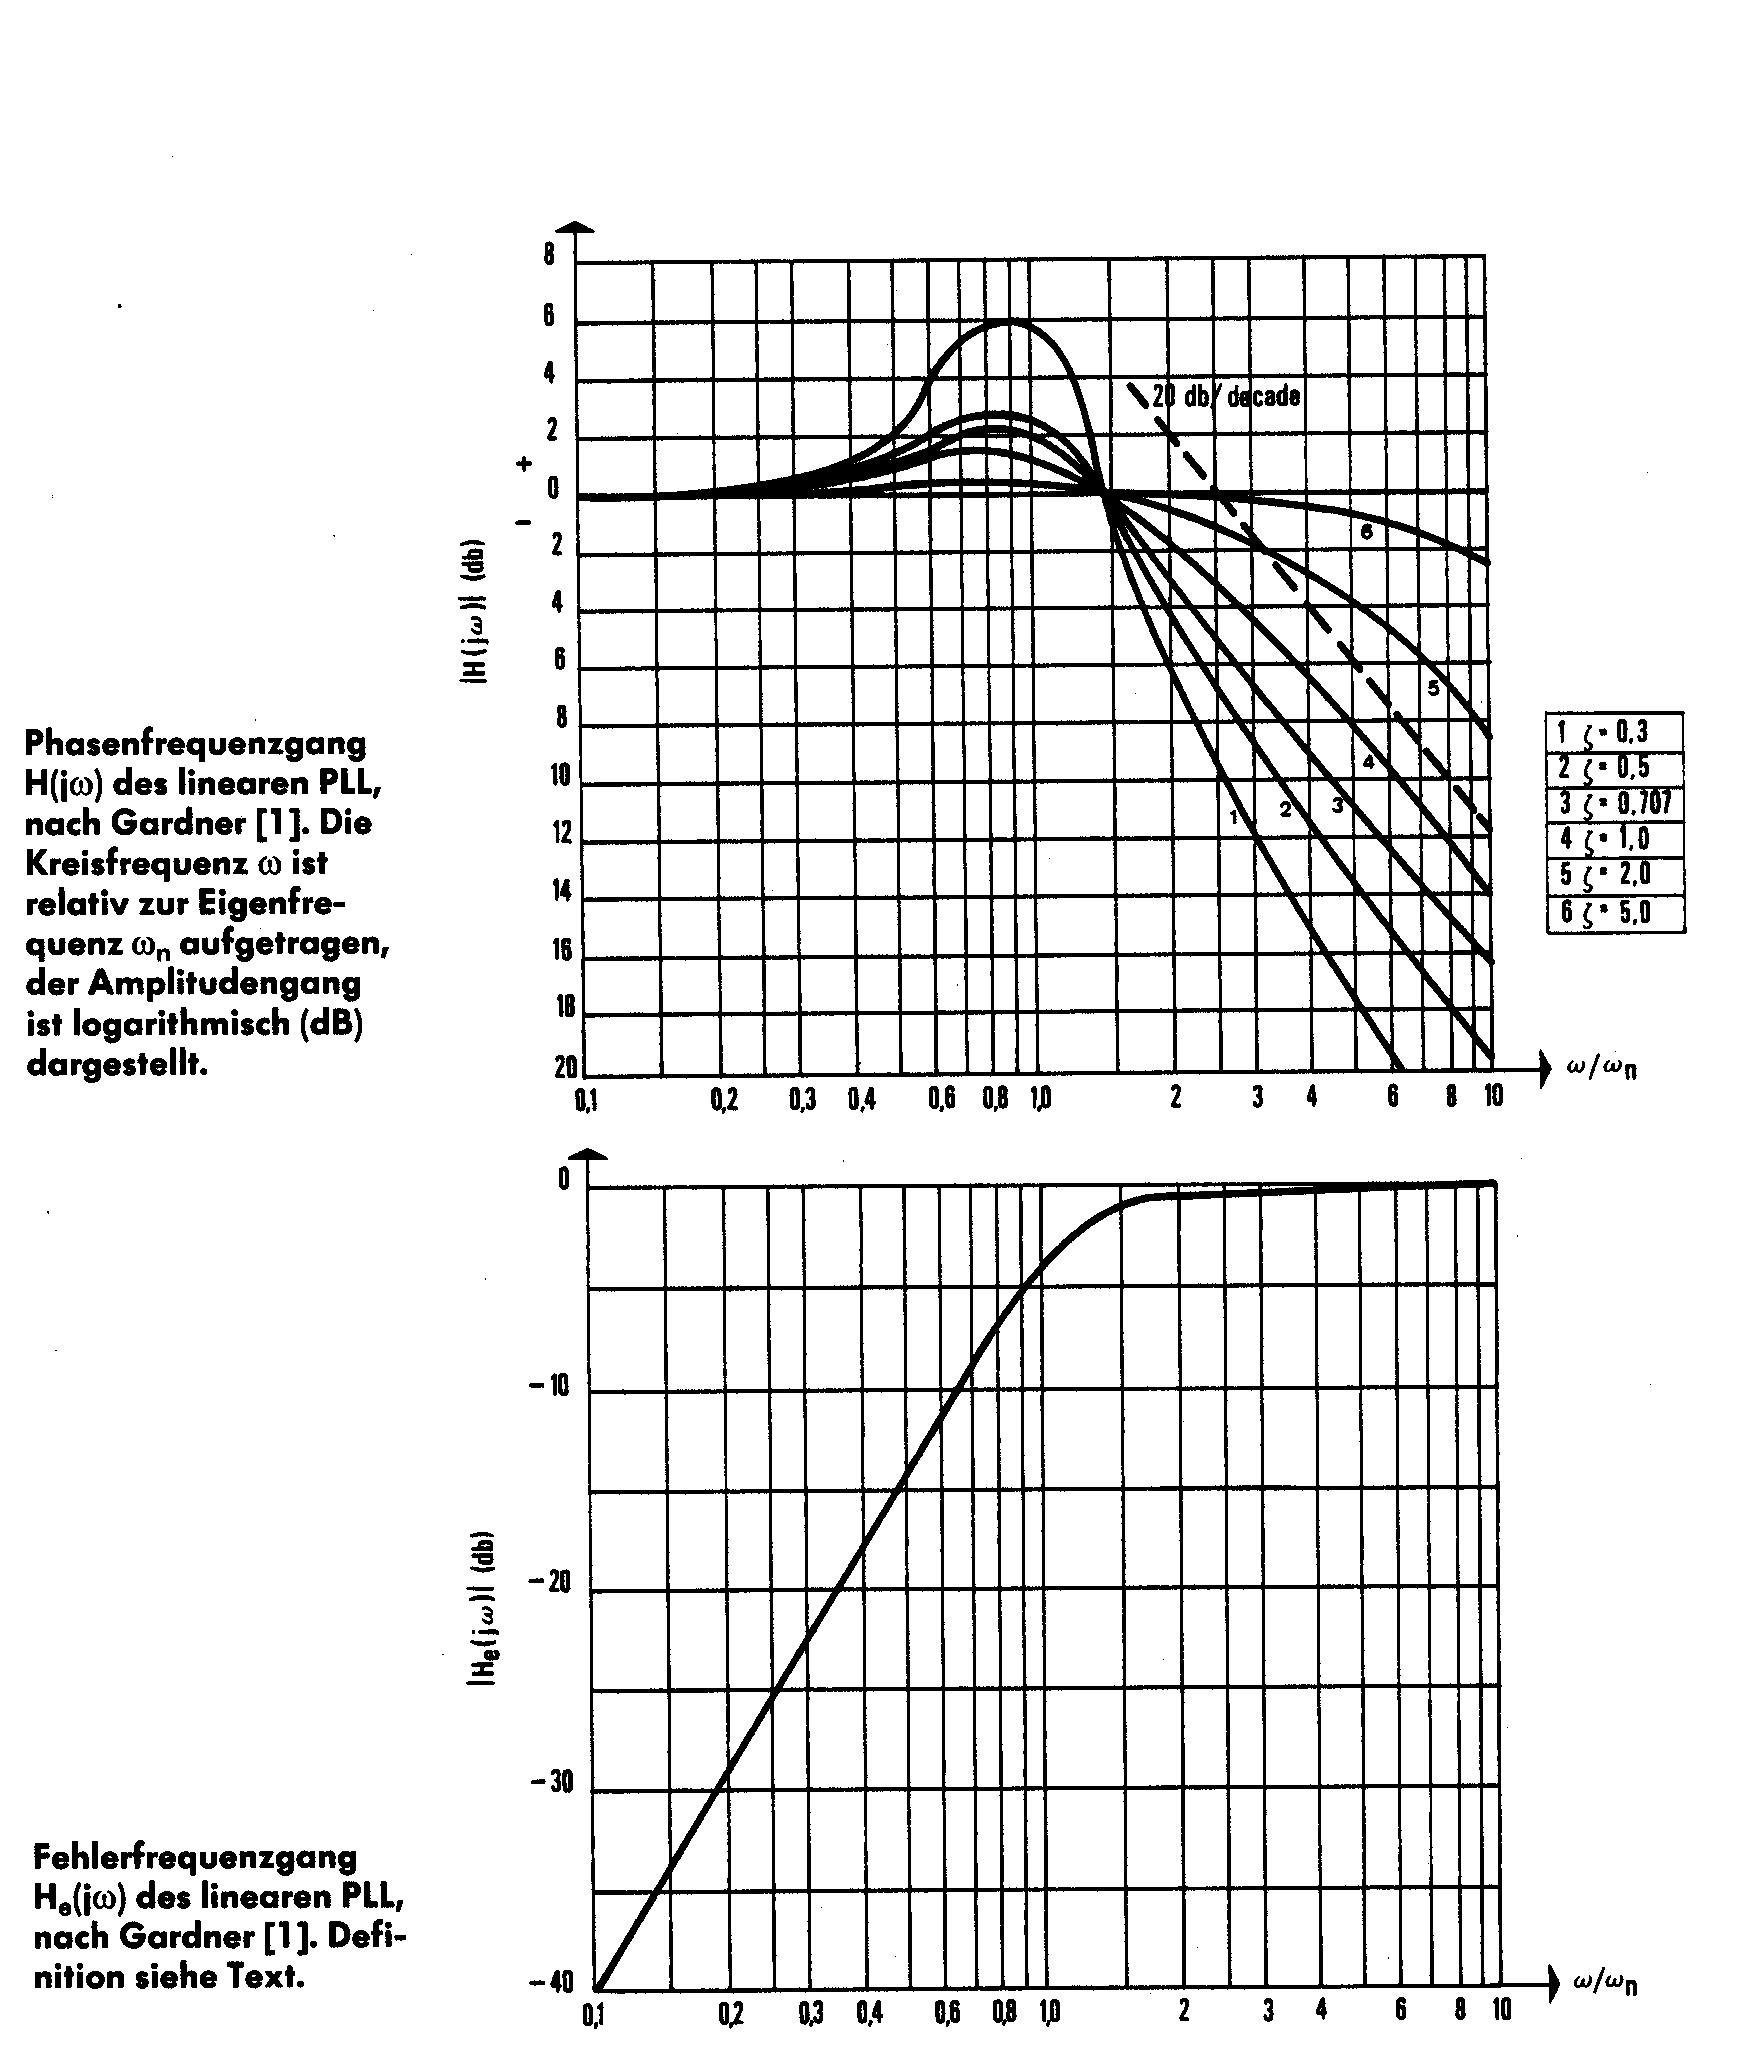 8
6
4
2
+
0
−
2
4
6
8
10
12
14
16
18
20
|H(jω)| (db)
20 db/decade
6
5
4
3
2
1
0,1
0,2
0,3
0,4
0,6
0,8
1,0
2
3
4
6
8
10
ω/ωn
1 ζ = 0,3
2 ζ = 0,5
3 ζ = 0,707
4 ζ = 1,0
5 ζ = 2,0
6 ζ = 5,0
Phasenfrequenzgang
H(jω) des linearen PLL,
nach Gardner [1]. Die
Kreisfrequenz ω ist
relativ zur Eigenfre-
quenz ωn aufgetragen,
der Amplitudengang
ist logarithmisch (dB)
dargestellt.
0
−10
−20
−30
−40
|He(jω)| (db)
0,1
0,2
0,3
0,4
0,6
0,8
1,0
2
3
4
6
8
10
ω/ωn
Fehlerfrequenzgang
He(jω) des linearen PLL,
nach Gardner [1]. Defi-
nition siehe Text.